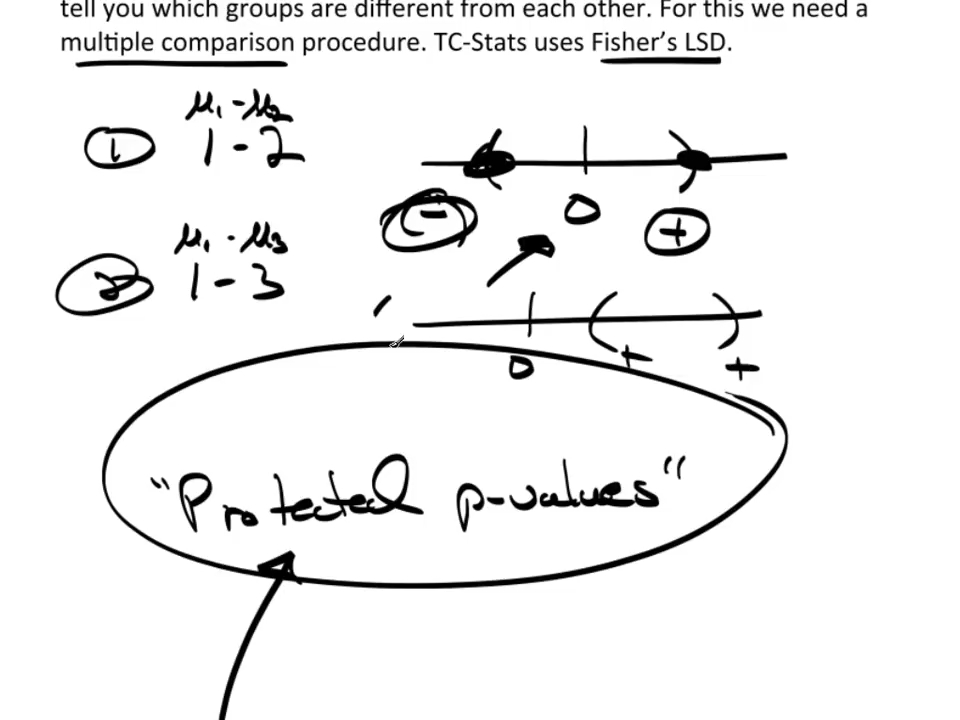 tell you which groups are different from each other. For this we need a
multiple comparison procedure. TC-Stats uses Fisher's LSD.
μ₁ - μ₂
① 1 - 2
0
- +
μ₁ - μ₃
② 1 - 3
0 + +
"Protected p-values"